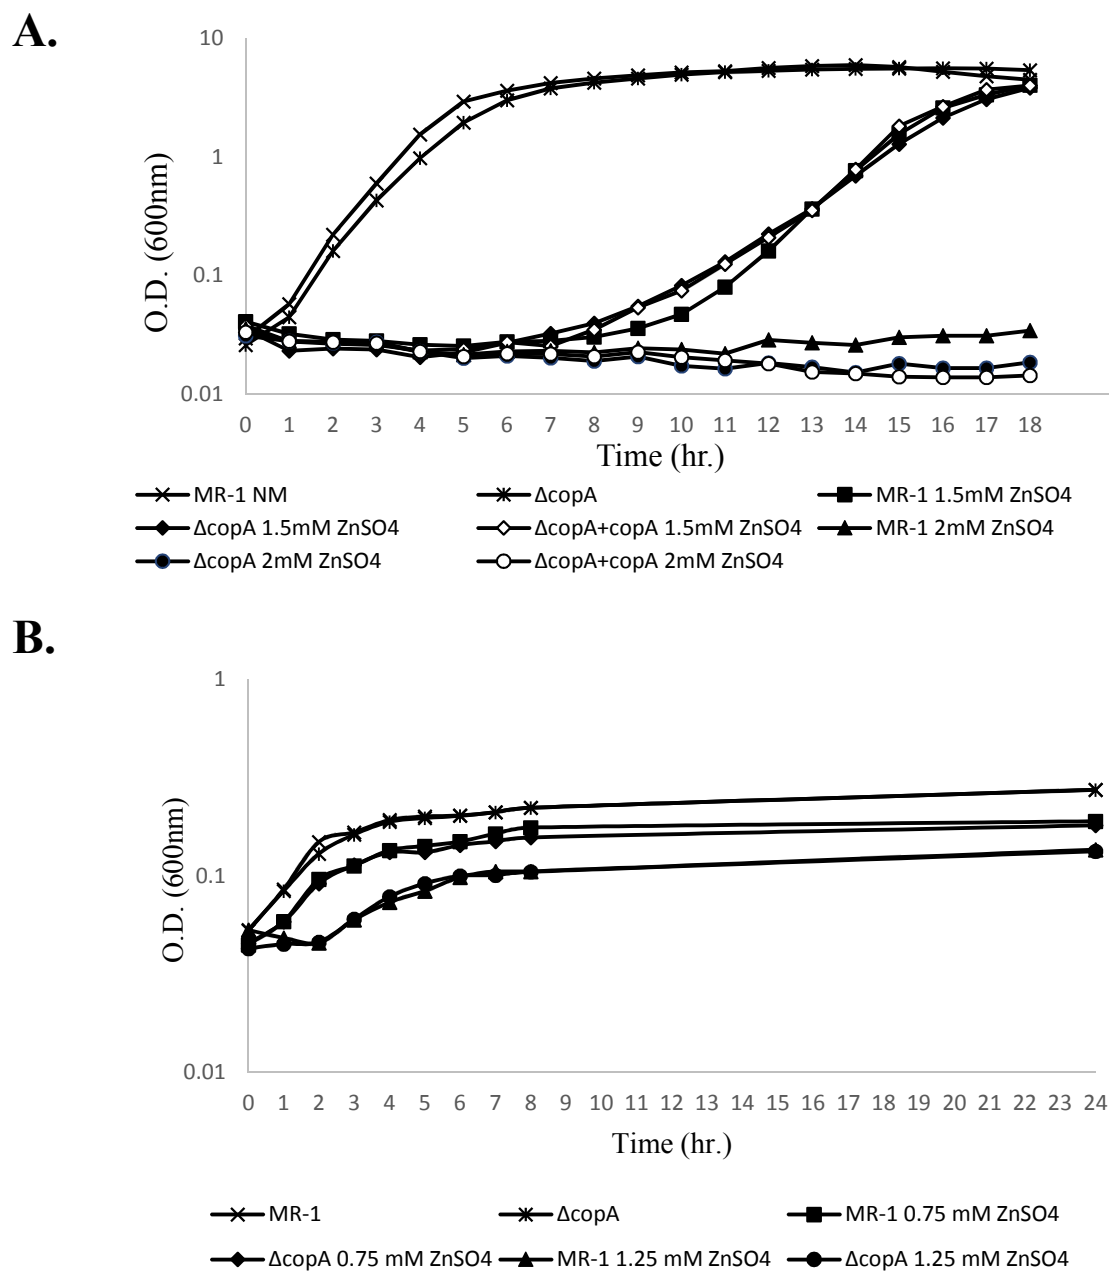 A.
10
1
0.1
0.01
O.D. (600nm)
0 1 2 3 4 5 6 7 8 9 10 11 12 13 14 15 16 17 18
Time (hr.)
MR-1 NM ΔcopA MR-1 1.5mM ZnSO4
ΔcopA 1.5mM ZnSO4 ΔcopA+copA 1.5mM ZnSO4 MR-1 2mM ZnSO4
ΔcopA 2mM ZnSO4 ΔcopA+copA 2mM ZnSO4
B.
1
0.1
0.01
O.D. (600nm)
0 1 2 3 4 5 6 7 8 9 10 11 12 13 14 15 16 17 18 19 20 21 22 23 24
Time (hr.)
MR-1 ΔcopA MR-1 0.75 mM ZnSO4
ΔcopA 0.75 mM ZnSO4 MR-1 1.25 mM ZnSO4 ΔcopA 1.25 mM ZnSO4